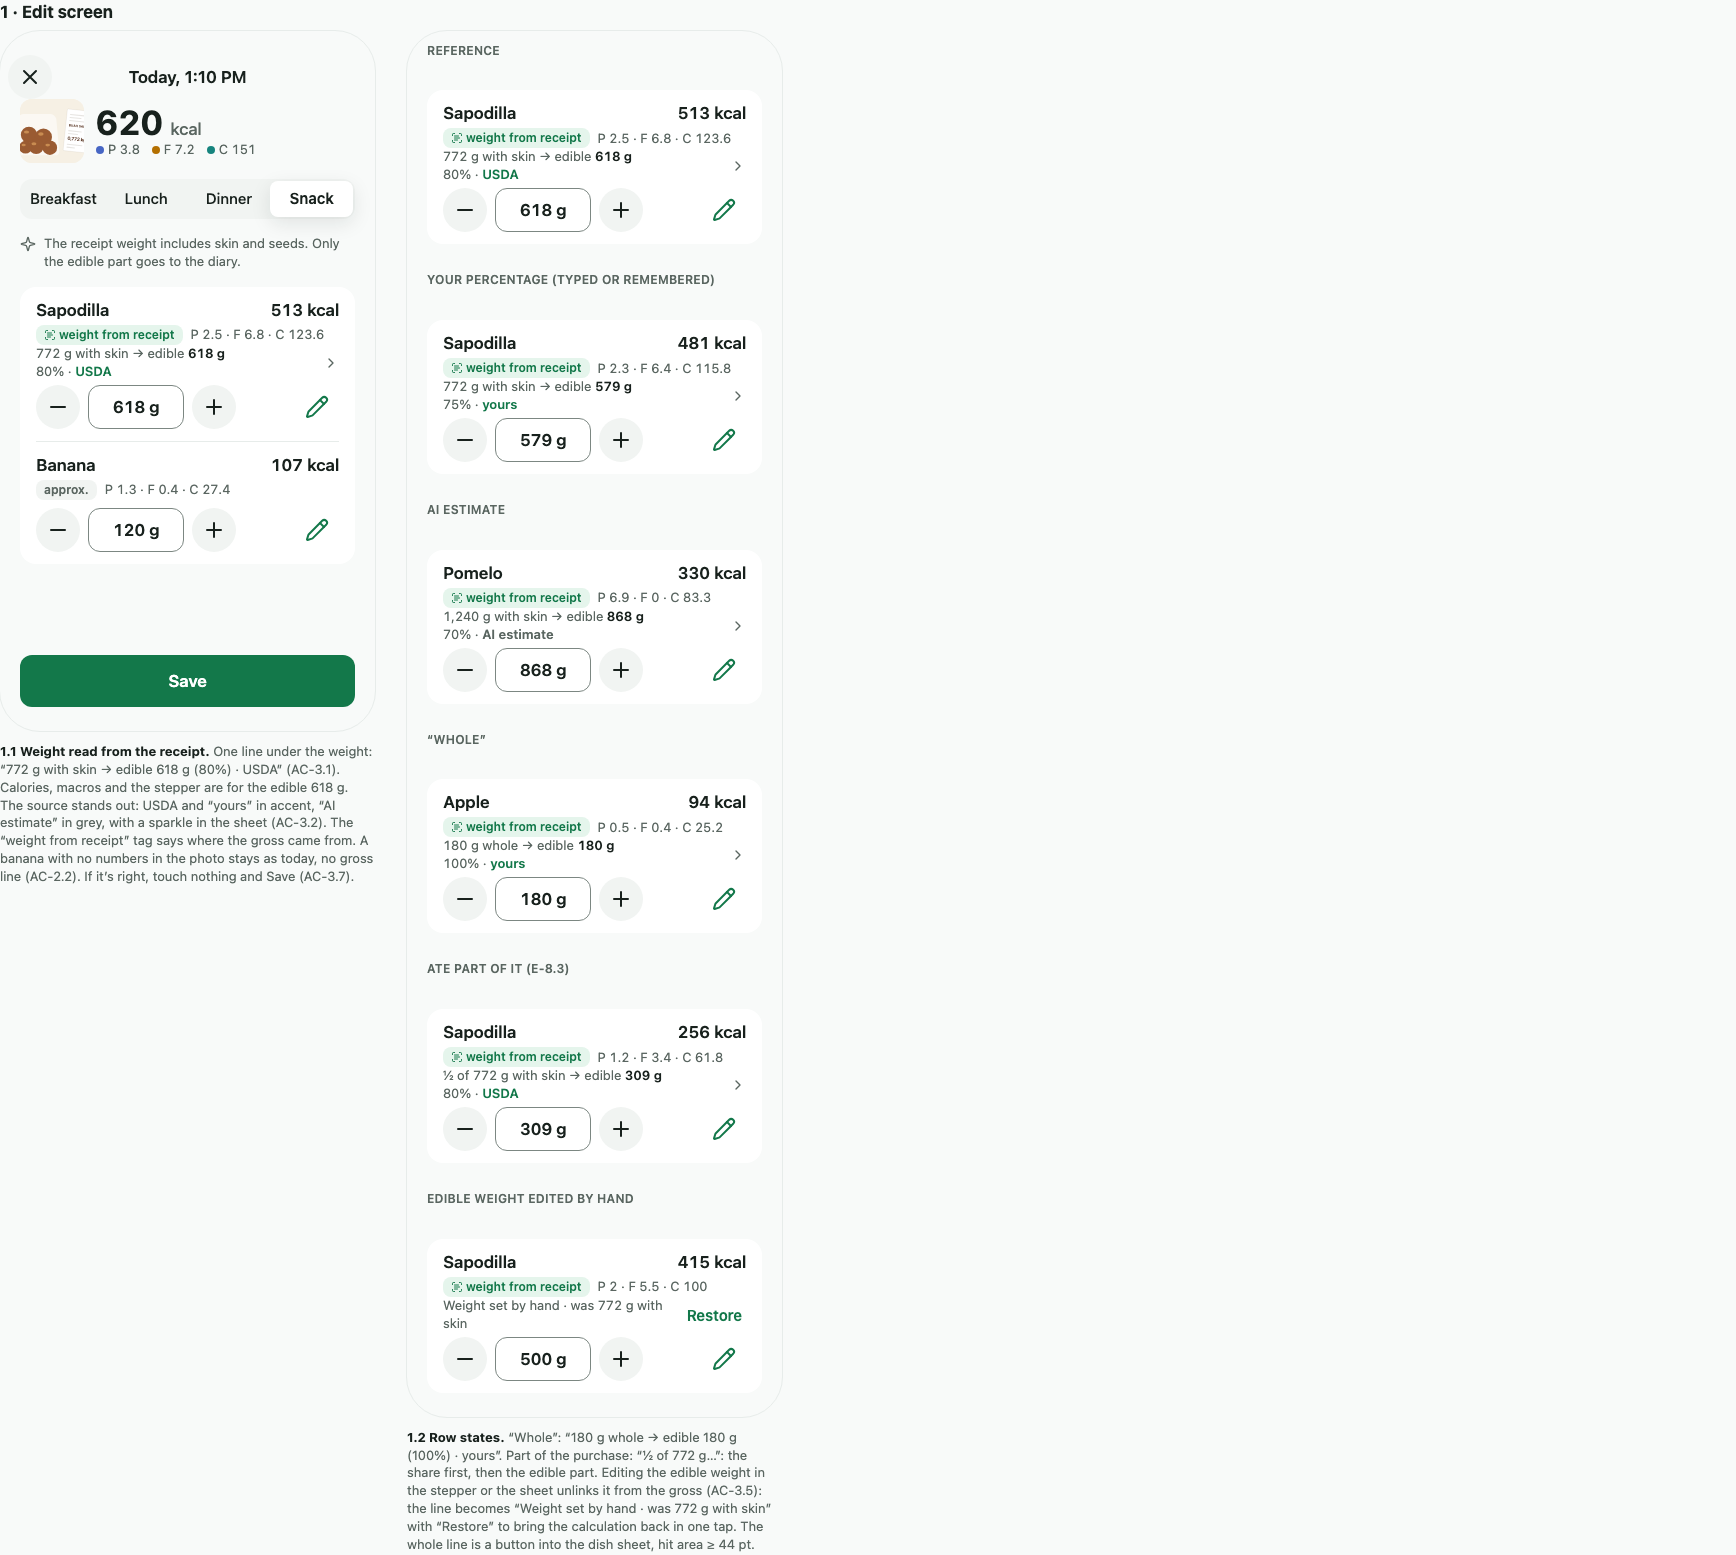 1 · Edit screen
Today, 1:10 PM
620 kcal
P 3.8 F 7.2 C 151
Breakfast Lunch Dinner Snack
The receipt weight includes skin and seeds. Only
the edible part goes to the diary.
Sapodilla 513 kcal
weight from receipt P 2.5 · F 6.8 · C 123.6
772 g with skin → edible 618 g
80% · USDA
618 g
Banana 107 kcal
approx. P 1.3 · F 0.4 · C 27.4
120 g
Save
1.1 Weight read from the receipt. One line under the weight:
“772 g with skin → edible 618 g (80%) · USDA” (AC-3.1).
Calories, macros and the stepper are for the edible 618 g.
The source stands out: USDA and “yours” in accent, “AI
estimate” in grey, with a sparkle in the sheet (AC-3.2). The
“weight from receipt” tag says where the gross came from. A
banana with no numbers in the photo stays as today, no gross
line (AC-2.2). If it’s right, touch nothing and Save (AC-3.7).
REFERENCE
Sapodilla 513 kcal
weight from receipt P 2.5 · F 6.8 · C 123.6
772 g with skin → edible 618 g
80% · USDA
618 g
YOUR PERCENTAGE (TYPED OR REMEMBERED)
Sapodilla 481 kcal
weight from receipt P 2.3 · F 6.4 · C 115.8
772 g with skin → edible 579 g
75% · yours
579 g
AI ESTIMATE
Pomelo 330 kcal
weight from receipt P 6.9 · F 0 · C 83.3
1,240 g with skin → edible 868 g
70% · AI estimate
868 g
“WHOLE”
Apple 94 kcal
weight from receipt P 0.5 · F 0.4 · C 25.2
180 g whole → edible 180 g
100% · yours
180 g
ATE PART OF IT (E-8.3)
Sapodilla 256 kcal
weight from receipt P 1.2 · F 3.4 · C 61.8
½ of 772 g with skin → edible 309 g
80% · USDA
309 g
EDIBLE WEIGHT EDITED BY HAND
Sapodilla 415 kcal
weight from receipt P 2 · F 5.5 · C 100
Weight set by hand · was 772 g with
skin
Restore
500 g
1.2 Row states. “Whole”: “180 g whole → edible 180 g
(100%) · yours”. Part of the purchase: “½ of 772 g…”: the
share first, then the edible part. Editing the edible weight in
the stepper or the sheet unlinks it from the gross (AC-3.5):
the line becomes “Weight set by hand · was 772 g with skin”
with “Restore” to bring the calculation back in one tap. The
whole line is a button into the dish sheet, hit area ≥ 44 pt.